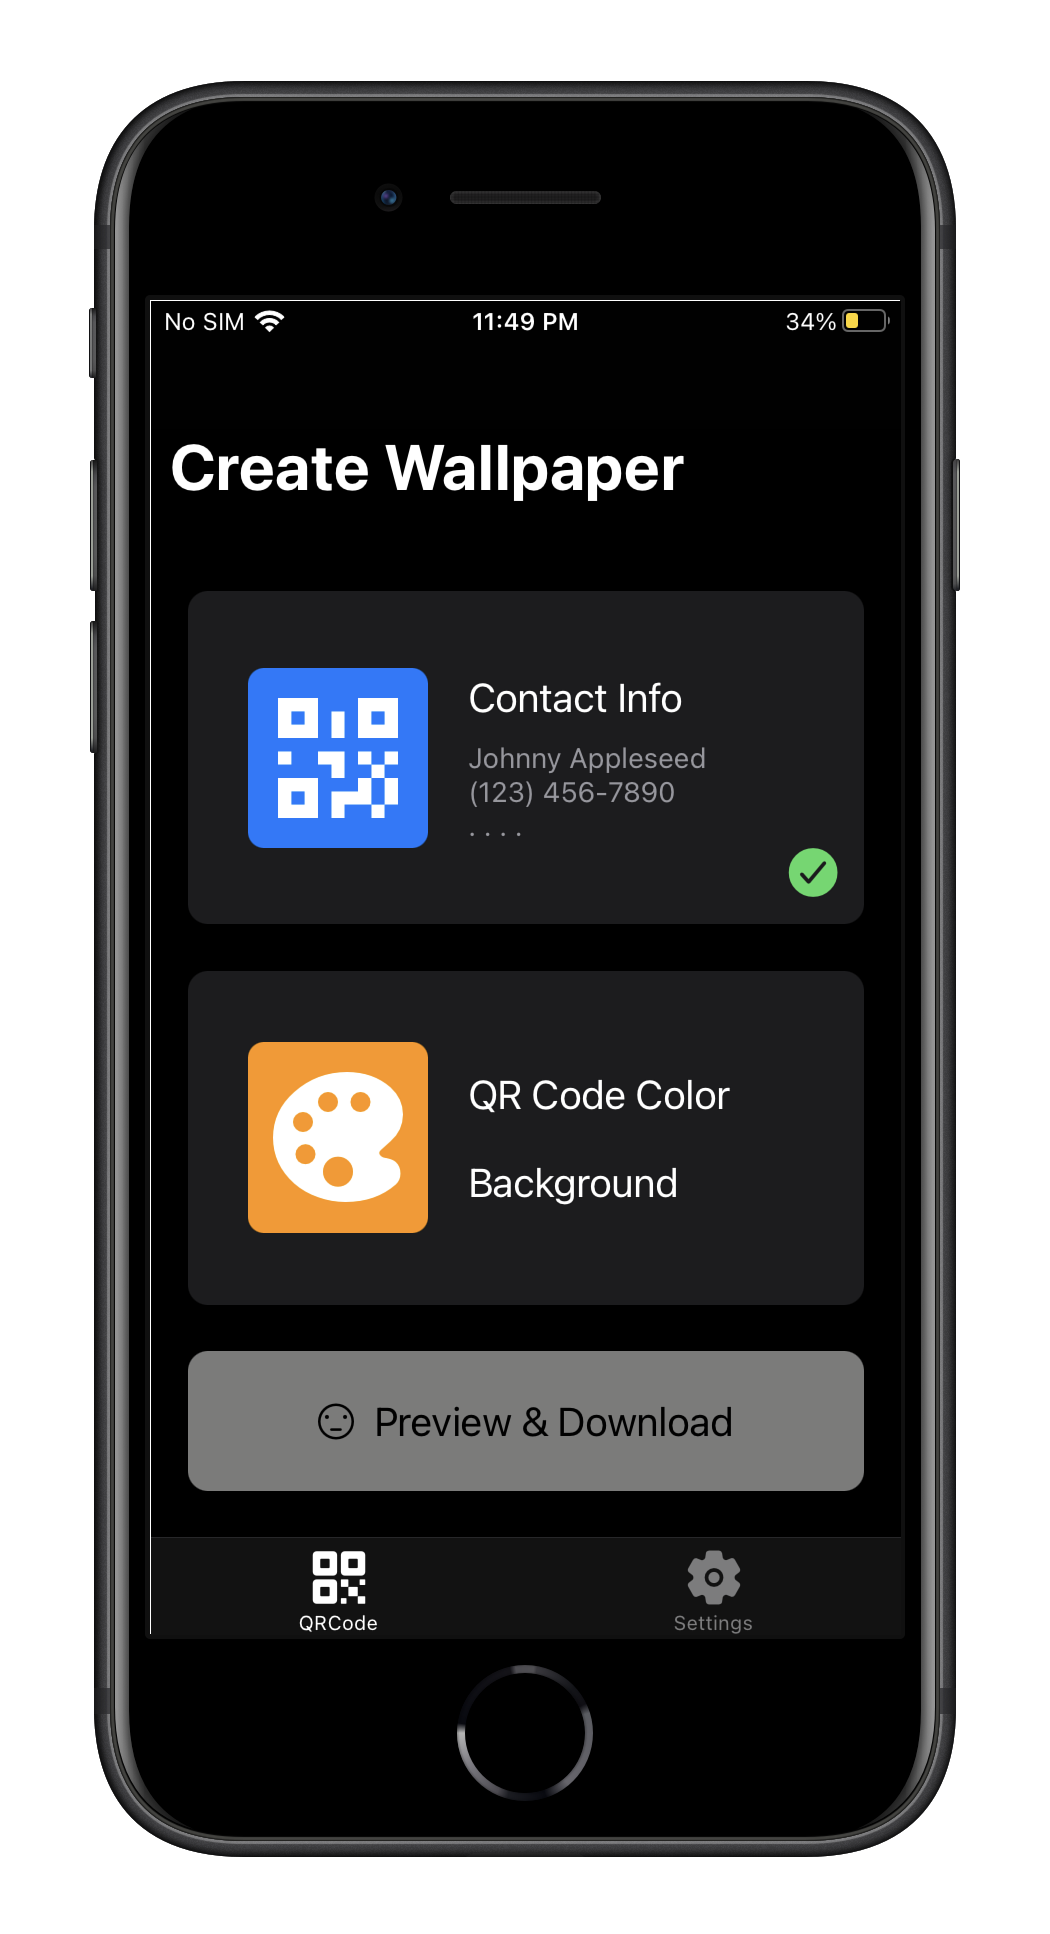 No SIM 11:49 PM 34%
Create Wallpaper
Contact Info
Johnny Appleseed
(123) 456-7890
. . . .
QR Code Color
Background
Preview & Download
QRCode Settings